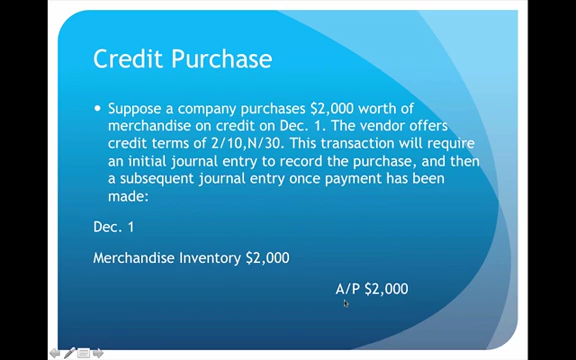 Credit Purchase
• Suppose a company purchases $2,000 worth of
merchandise on credit on Dec. 1. The vendor offers
credit terms of 2/10,N/30. This transaction will require
an initial journal entry to record the purchase, and then
a subsequent journal entry once payment has been
made:
Dec. 1
Merchandise Inventory $2,000
A/P $2,000